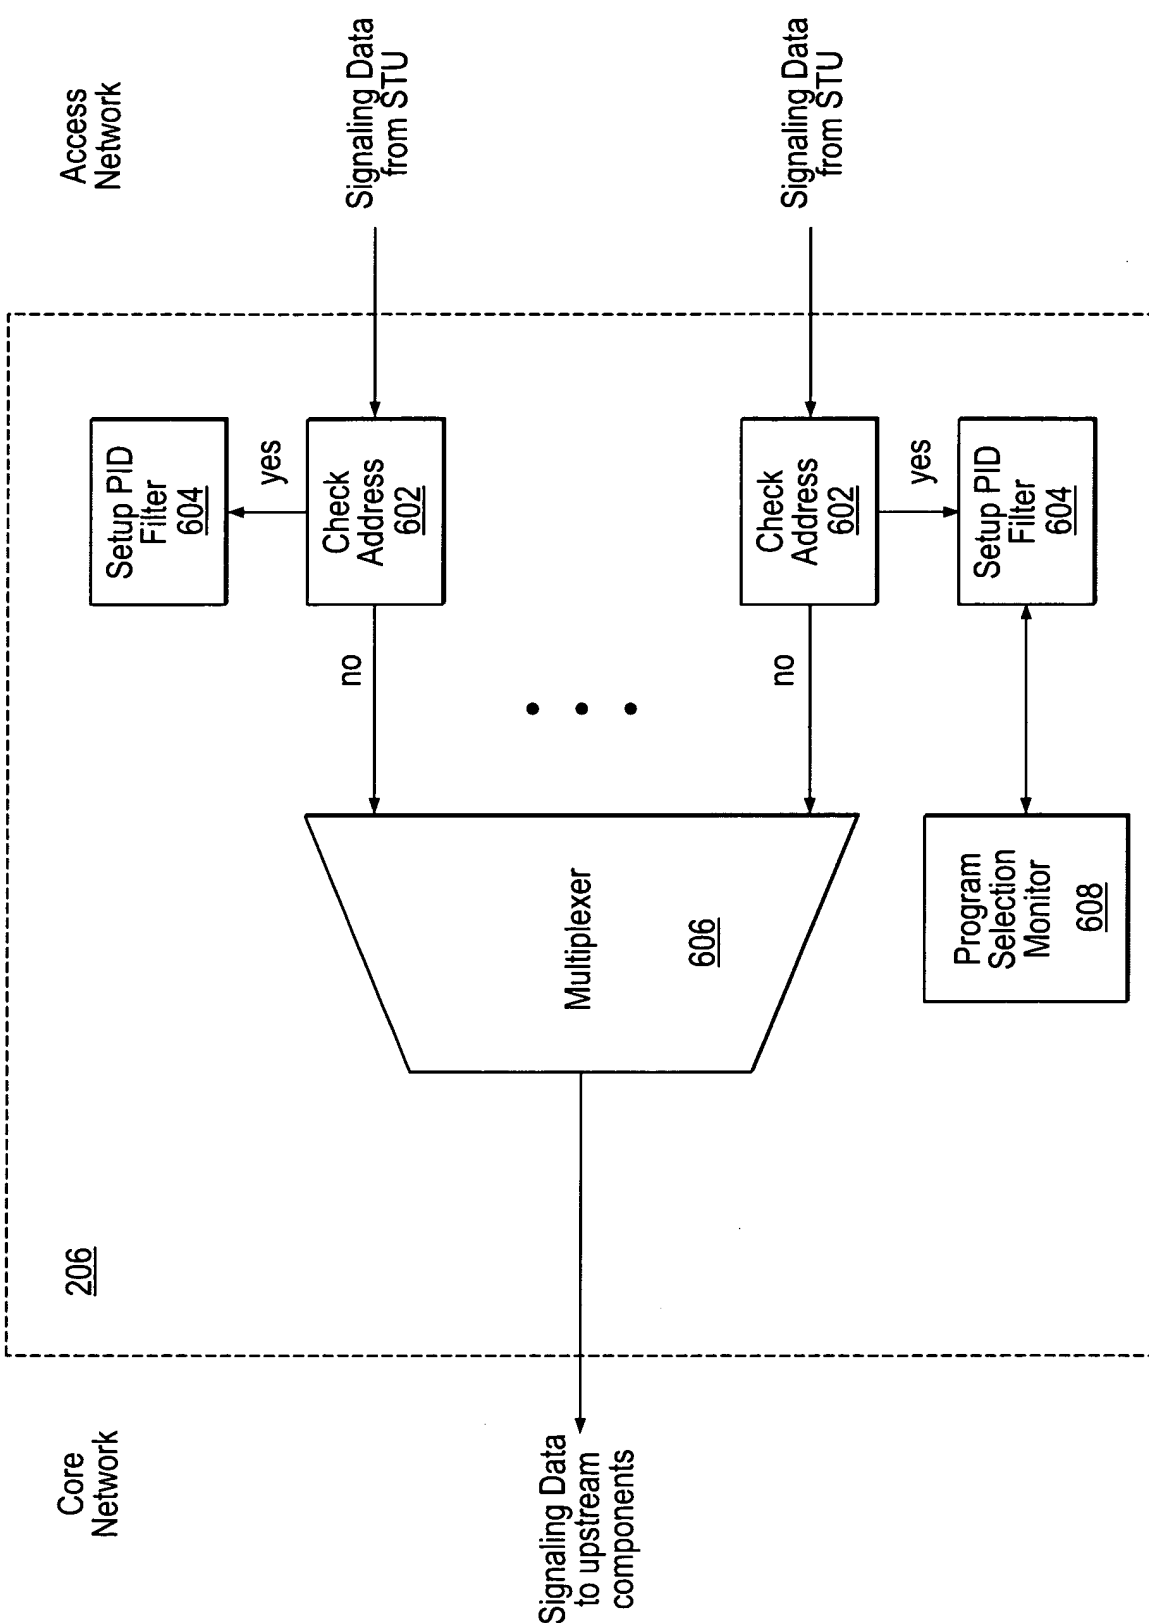 Core
Network
206
Access
Network
Setup PID
Filter
604
yes
Check
Address
602
no
Signaling Data
from STU
Multiplexer
606
Signaling Data
to upstream
components
Check
Address
602
no
Signaling Data
from STU
yes
Program
Selection
Monitor
608
Setup PID
Filter
604